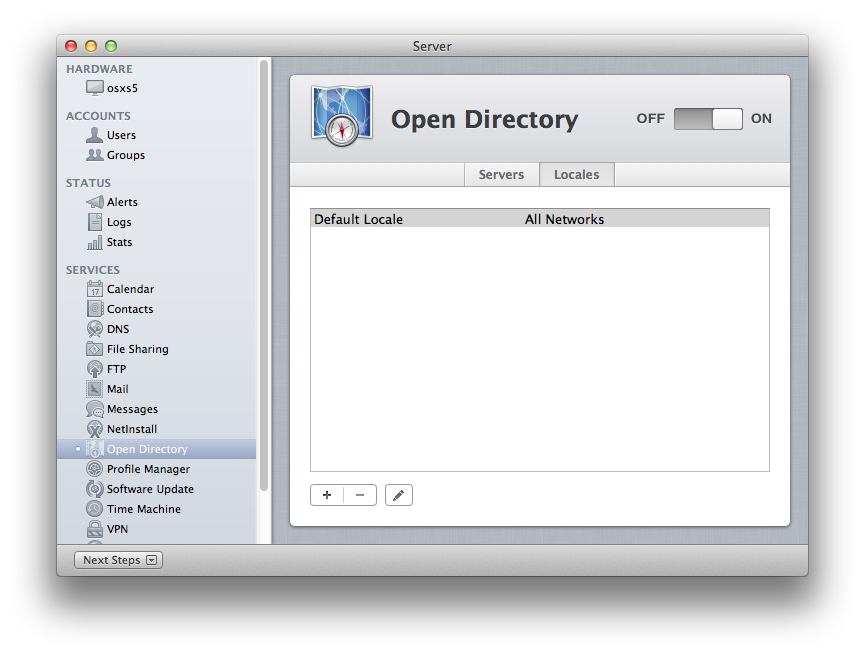 Server
HARDWARE
osxs5
ACCOUNTS
Users
Groups
STATUS
Alerts
Logs
Stats
SERVICES
17
Calendar
Contacts
DNS
File Sharing
FTP
Mail
Messages
NetInstall
Open Directory
Profile Manager
Software Update
Time Machine
VPN
Open Directory
OFF ON
Servers Locales
Default Locale All Networks
Next Steps